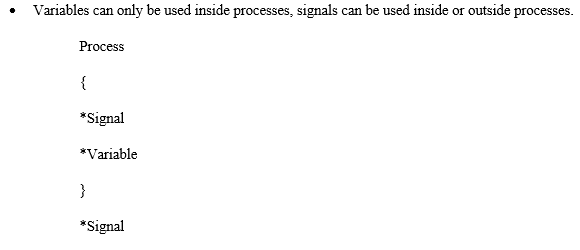 • Variables can only be used inside processes, signals can be used inside or outside processes.
Process
{
*Signal
*Variable
}
*Signal